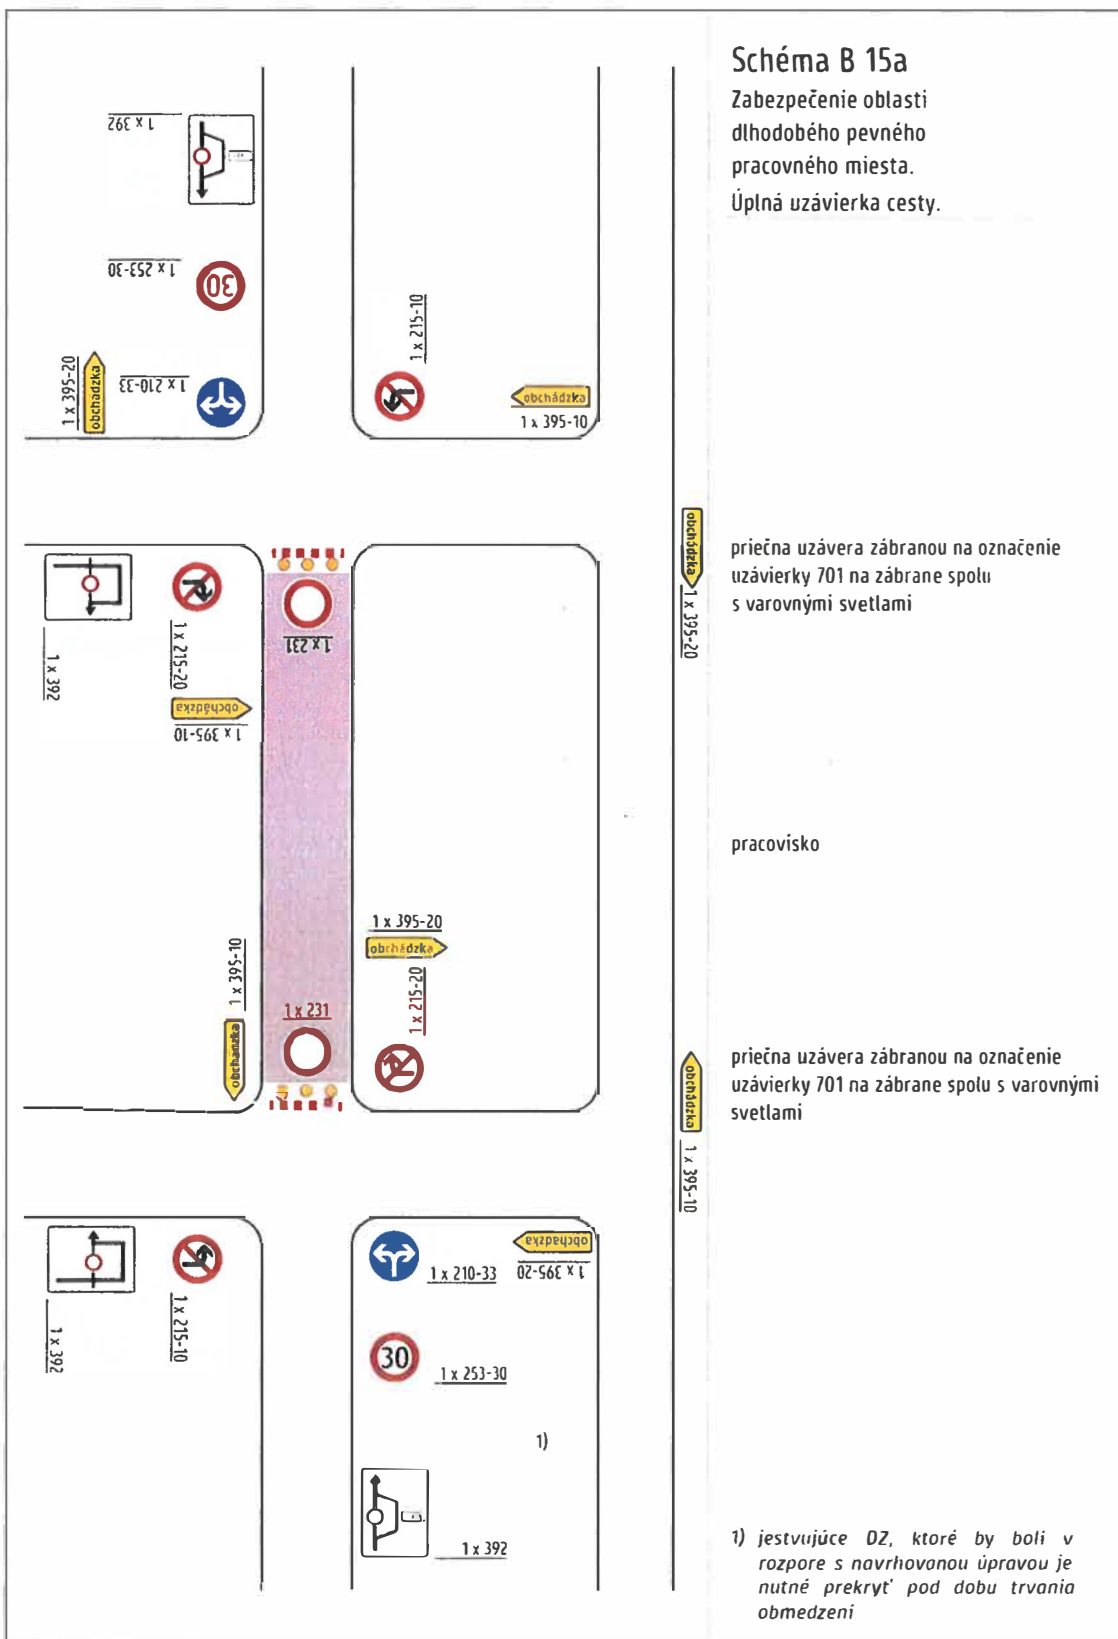 Schéma B 15a
Zabezpečenie oblasti
dlhodobého pevného
pracovného miesta.
Úplná uzávierka cesty.
1 x 392
1 x 253-30
30
1 x 395-20
obchádzka
1 x 210-33
1 x 215-10
obchádzka
1 x 395-10
obchádzka
1 x 395-20
priečna uzávera zábranou na označenie
uzávierky 701 na zábrane spolu
s varovnými svetlami
1 x 392
1 x 215-20
obchádzka
1 x 395-10
1 x 231
pracovisko
1 x 395-20
obchádzka
1 x 215-20
1 x 395-10
obchádzka
1 x 231
obchádzka
1 x 395-10
priečna uzávera zábranou na označenie
uzávierky 701 na zábrane spolu s varovnými
svetlami
1 x 392
1 x 215-10
1 x 210-33
obchádzka
1 x 395-20
30
1 x 253-30
1)
1 x 392
1) jestvujúce DZ, ktoré by boli v
rozpore s navrhovanou úpravou je
nutné prekryť pod dobu trvania
obmedzení